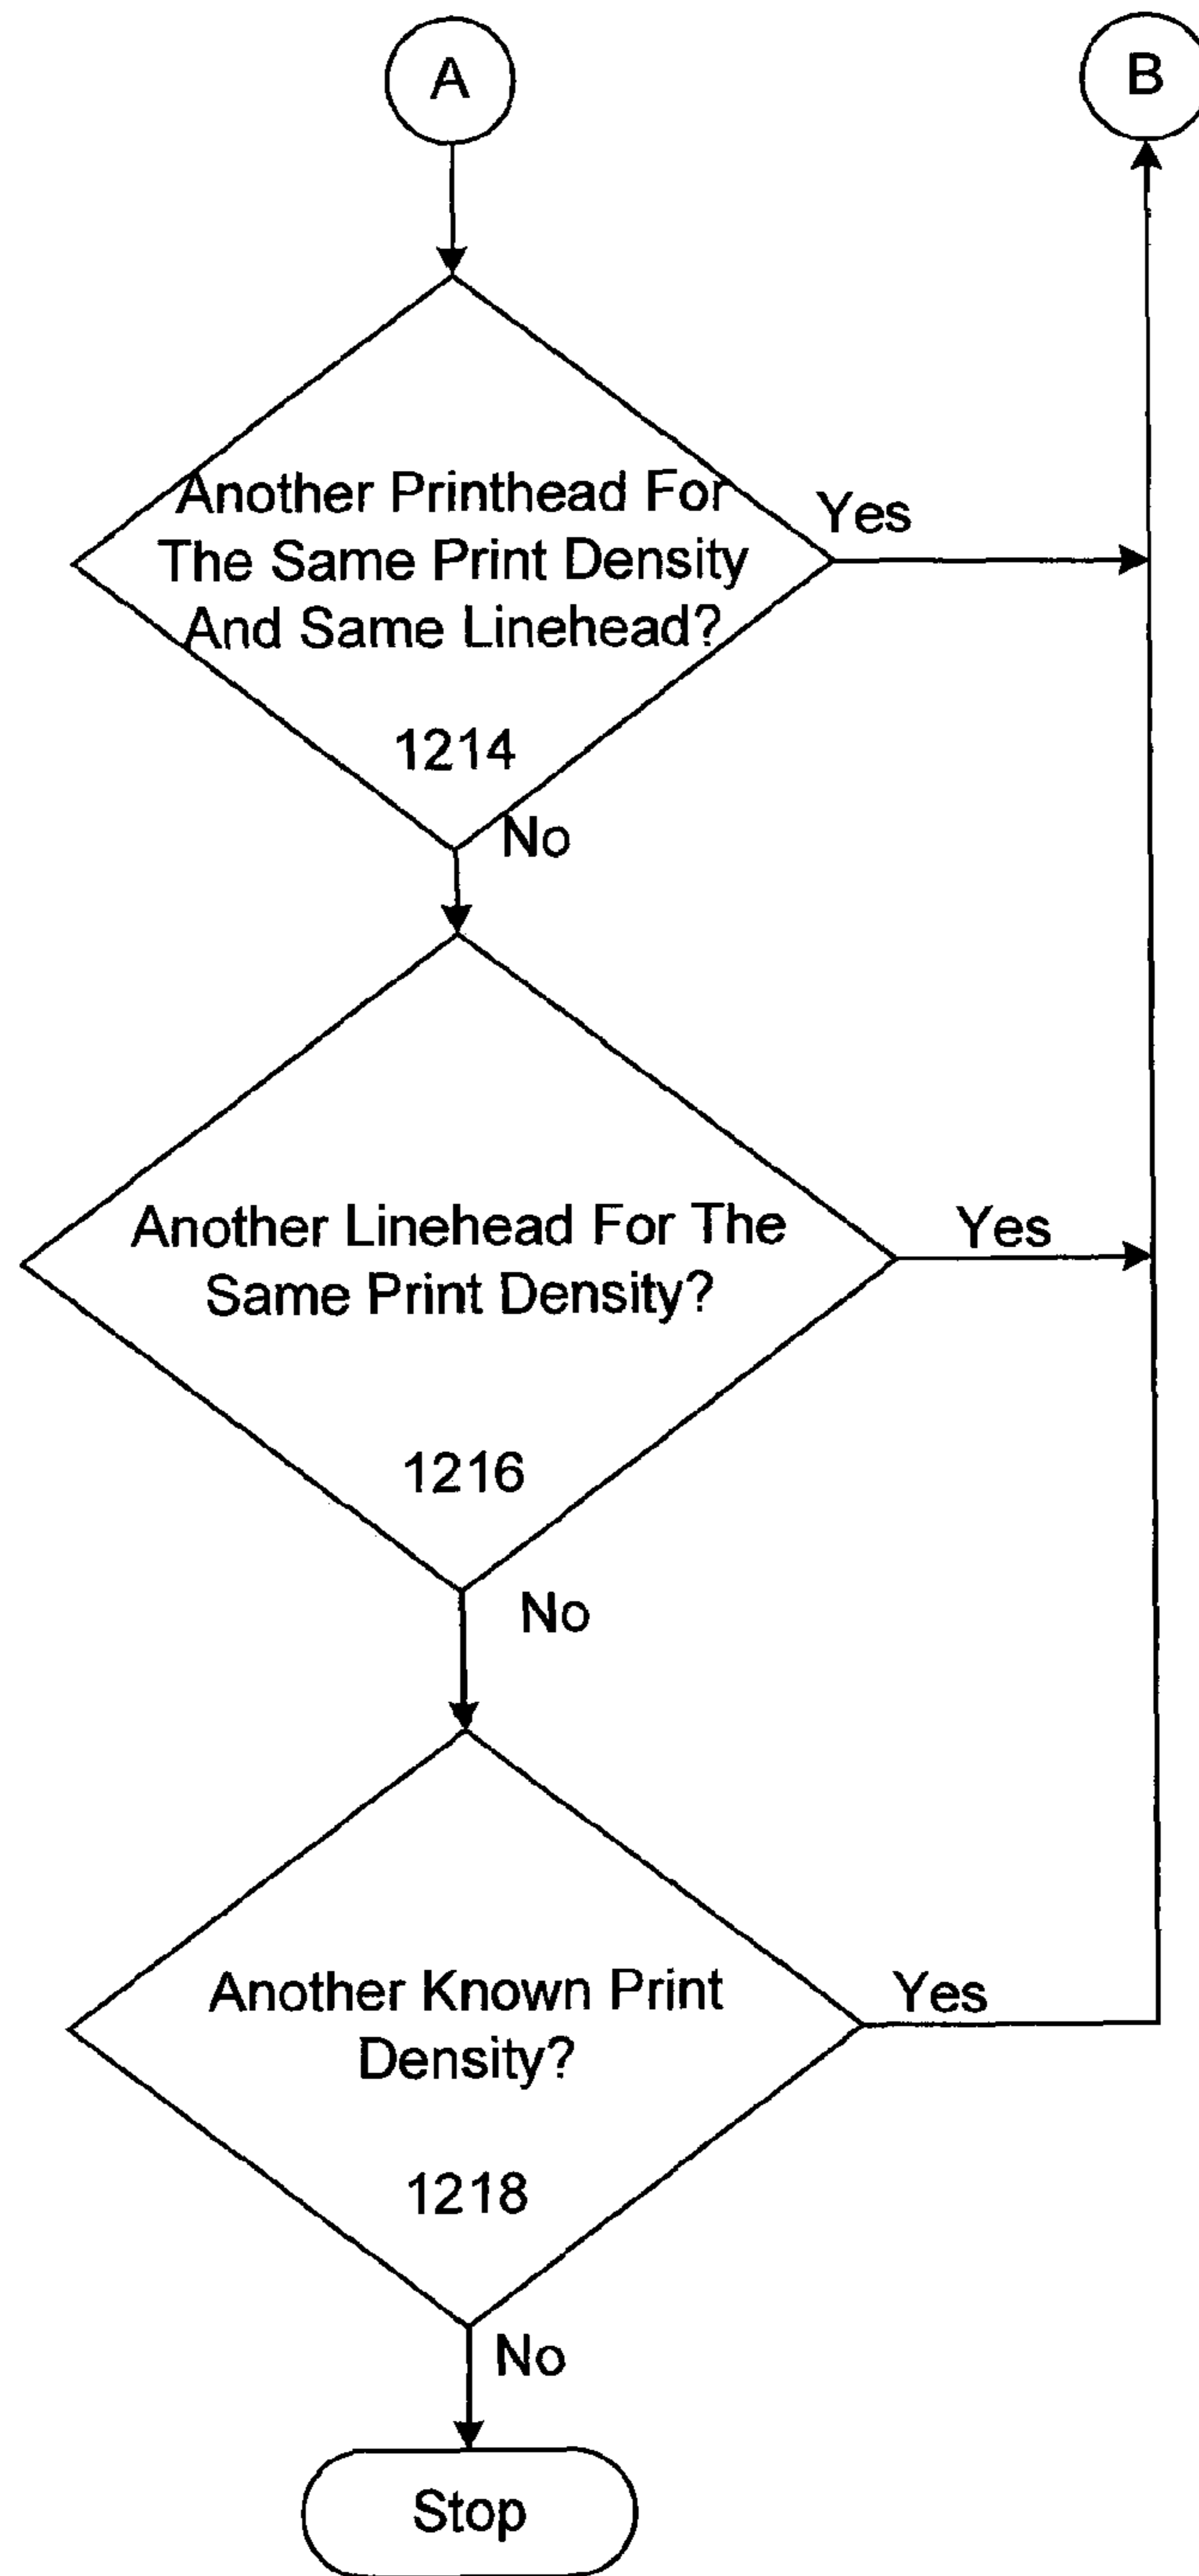 A
B
Another Printhead For
The Same Print Density
And Same Linehead?
Yes
1214
No
Another Linehead For The
Same Print Density?
Yes
1216
No
Another Known Print
Density?
Yes
1218
No
Stop